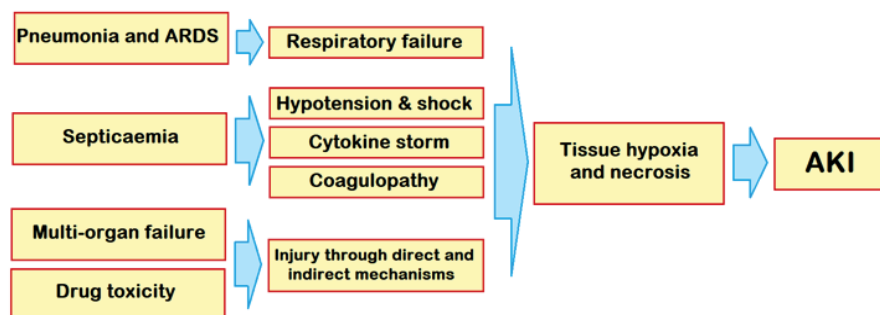 Pneumonia and ARDS
Respiratory failure
Septicaemia
Hypotension & shock
Cytokine storm
Coagulopathy
Multi-organ failure
Drug toxicity
Injury through direct and
indirect mechanisms
Tissue hypoxia
and necrosis
AKI